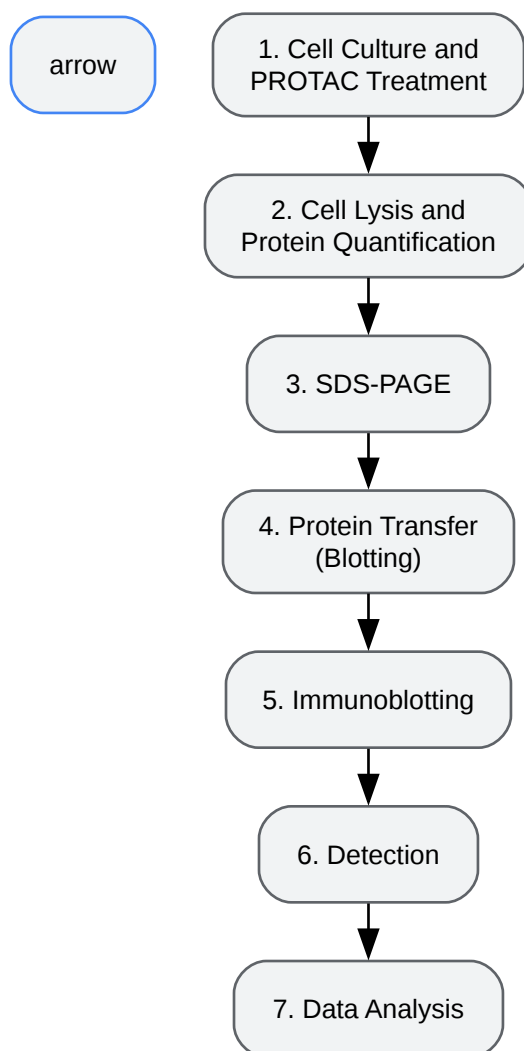 arrow
1. Cell Culture and
PROTAC Treatment
2. Cell Lysis and
Protein Quantification
3. SDS-PAGE
4. Protein Transfer
(Blotting)
5. Immunoblotting
6. Detection
7. Data Analysis